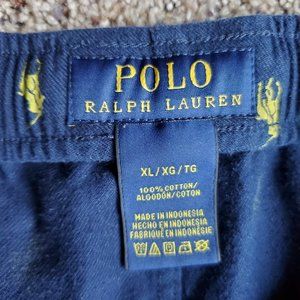 POLO
RALPH LAUREN
XL/XG/TG
100% COTTON/
ALGODÓN/COTON
MADE IN INDONESIA
HECHO EN INDONESIA
FABRIQUÉ EN INDONÉSIE